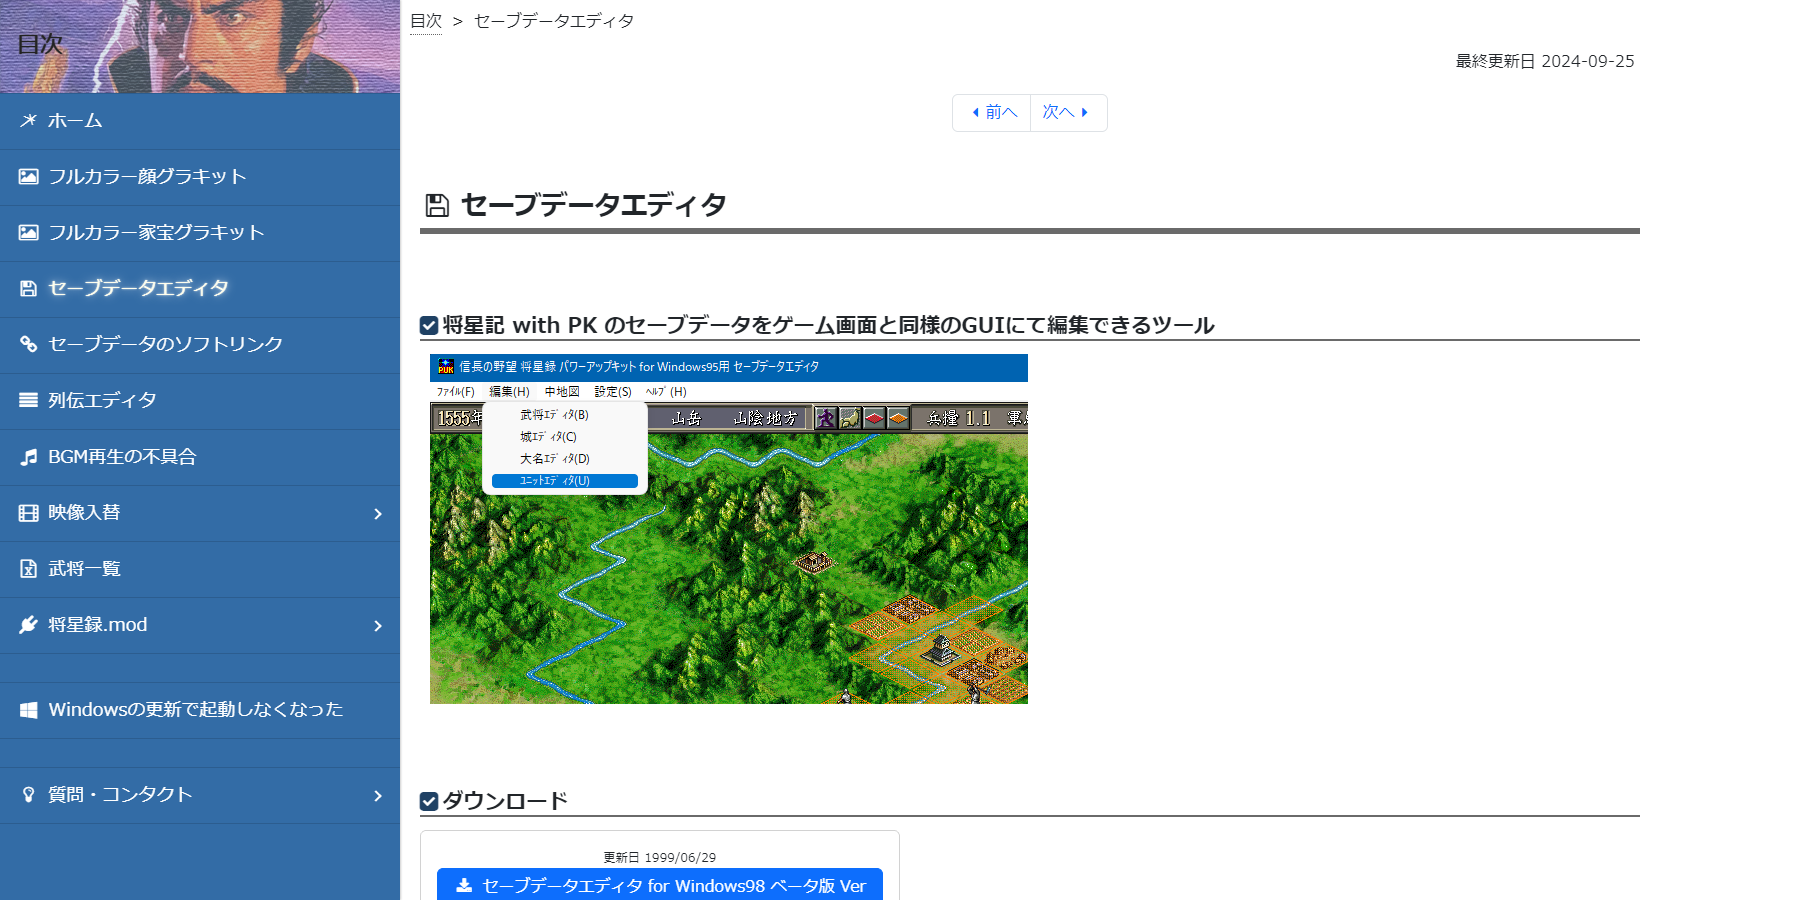 目次
ホーム
フルカラー顔グラキット
フルカラー家宝グラキット
セーブデータエディタ
セーブデータのソフトリンク
列伝エディタ
BGM再生の不具合
映像入替
武将一覧
将星録.mod
Windowsの更新で起動しなくなった
質問・コンタクト
目次 > セーブデータエディタ
最終更新日 2024-09-25
前へ 次へ
セーブデータエディタ
将星記 with PK のセーブデータをゲーム画面と同様のGUIにて編集できるツール
PUK 信長の野望 将星録 パワーアップキット for Windows95用 セーブデータエディタ
ﾌｧｲﾙ(F) 編集(H) 中地図 設定(S) ﾍﾙﾌﾟ(H)
1555年 山岳 山陰地方 兵糧 1.1
武将ｴﾃﾞｨﾀ(B)
城ｴﾃﾞｨﾀ(C)
大名エディタ(D)
ﾕﾆｯﾄｴﾃﾞｨﾀ(U)
ダウンロード
更新日 1999/06/29
セーブデータエディタ for Windows98 ベータ版 Ver